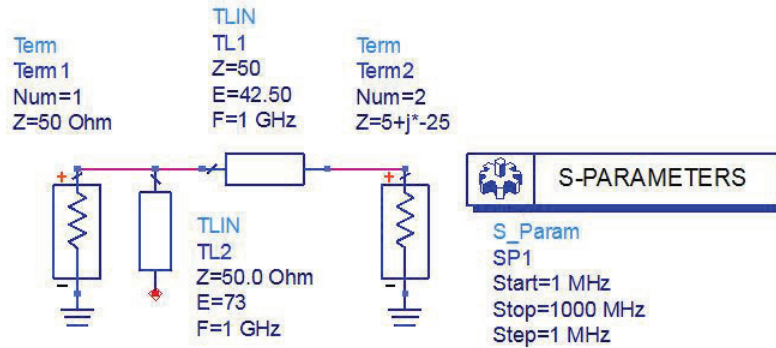 TLIN
TL1
Z=50
E=42.50
F=1 GHz
Term
Term1
Num=1
Z=50 Ohm
Term
Term2
Num=2
Z=5+j*-25
+
-
+
-
TLIN
TL2
Z=50.0 Ohm
E=73
F=1 GHz
S-PARAMETERS
S_Param
SP1
Start=1 MHz
Stop=1000 MHz
Step=1 MHz